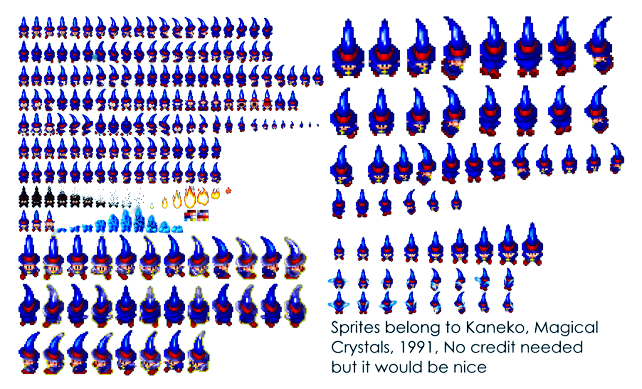 Sprites belong to Kaneko, Magical
Crystals, 1991, No credit needed
but it would be nice